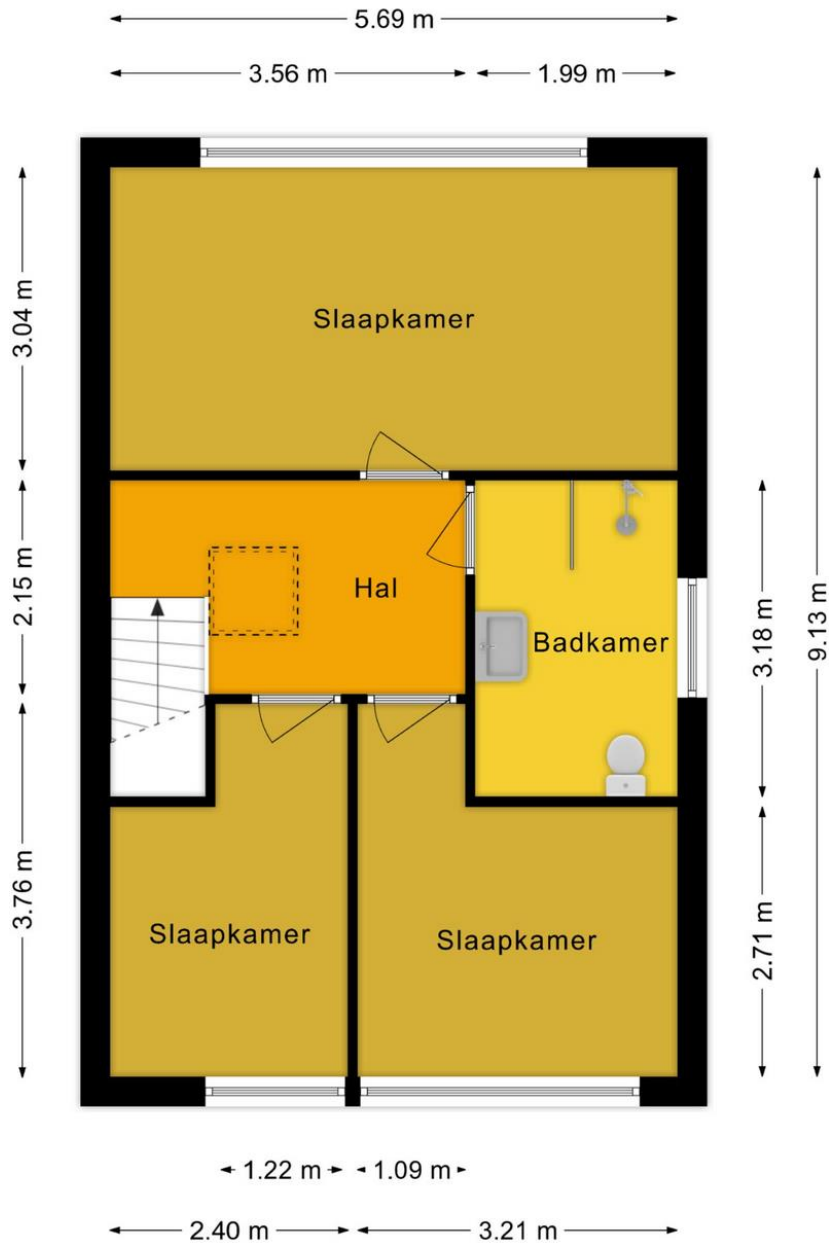 5.69 m
3.56 m
1.99 m
3.04 m
Slaapkamer
2.15 m
Hal
Badkamer
3.18 m
9.13 m
3.76 m
Slaapkamer
Slaapkamer
2.71 m
1.22 m
1.09 m
2.40 m
3.21 m